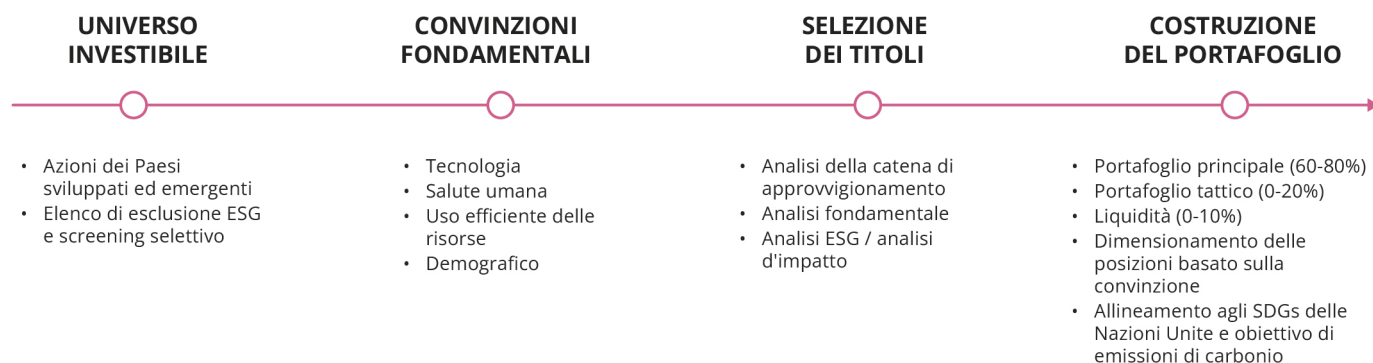 UNIVERSO
INVESTIBILE
• Azioni dei Paesi
sviluppati ed emergenti
• Elenco di esclusione ESG
e screening selettivo
CONVINZIONI
FONDAMENTALI
• Tecnologia
• Salute umana
• Uso efficiente delle
risorse
• Demografico
SELEZIONE
DEI TITOLI
• Analisi della catena di
approvvigionamento
• Analisi fondamentale
• Analisi ESG / analisi
d'impatto
COSTRUZIONE
DEL PORTAFOGLIO
• Portafoglio principale (60-80%)
• Portafoglio tattico (0-20%)
• Liquidità (0-10%)
• Dimensionamento delle
posizioni basato sulla
convinzione
• Allineamento agli SDGs delle
Nazioni Unite e obiettivo di
emissioni di carbonio